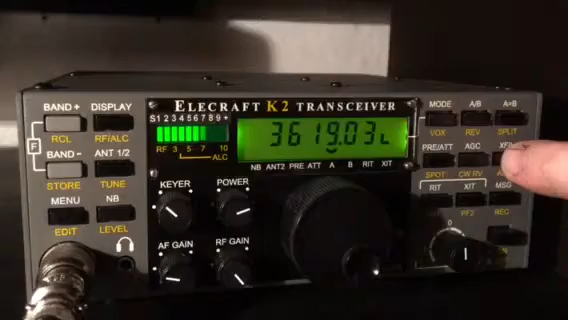 ELECRAFT K2 TRANSCEIVER
BAND + DISPLAY
RCL RF/ALC
F
BAND - ANT 1/2
STORE TUNE
MENU NB
EDIT LEVEL
S1 2 3 4 5 6 7 8 9 +
RF 3 5 7 10
ALC
3619.03L
NB ANT2 PRE ATT A B RIT XIT
KEYER POWER
AF GAIN RF GAIN
MODE A/B A=B
VOX REV SPLIT
PRE/ATT AGC
SPOT CW RV
RIT XIT MSG
PF2 REC
0